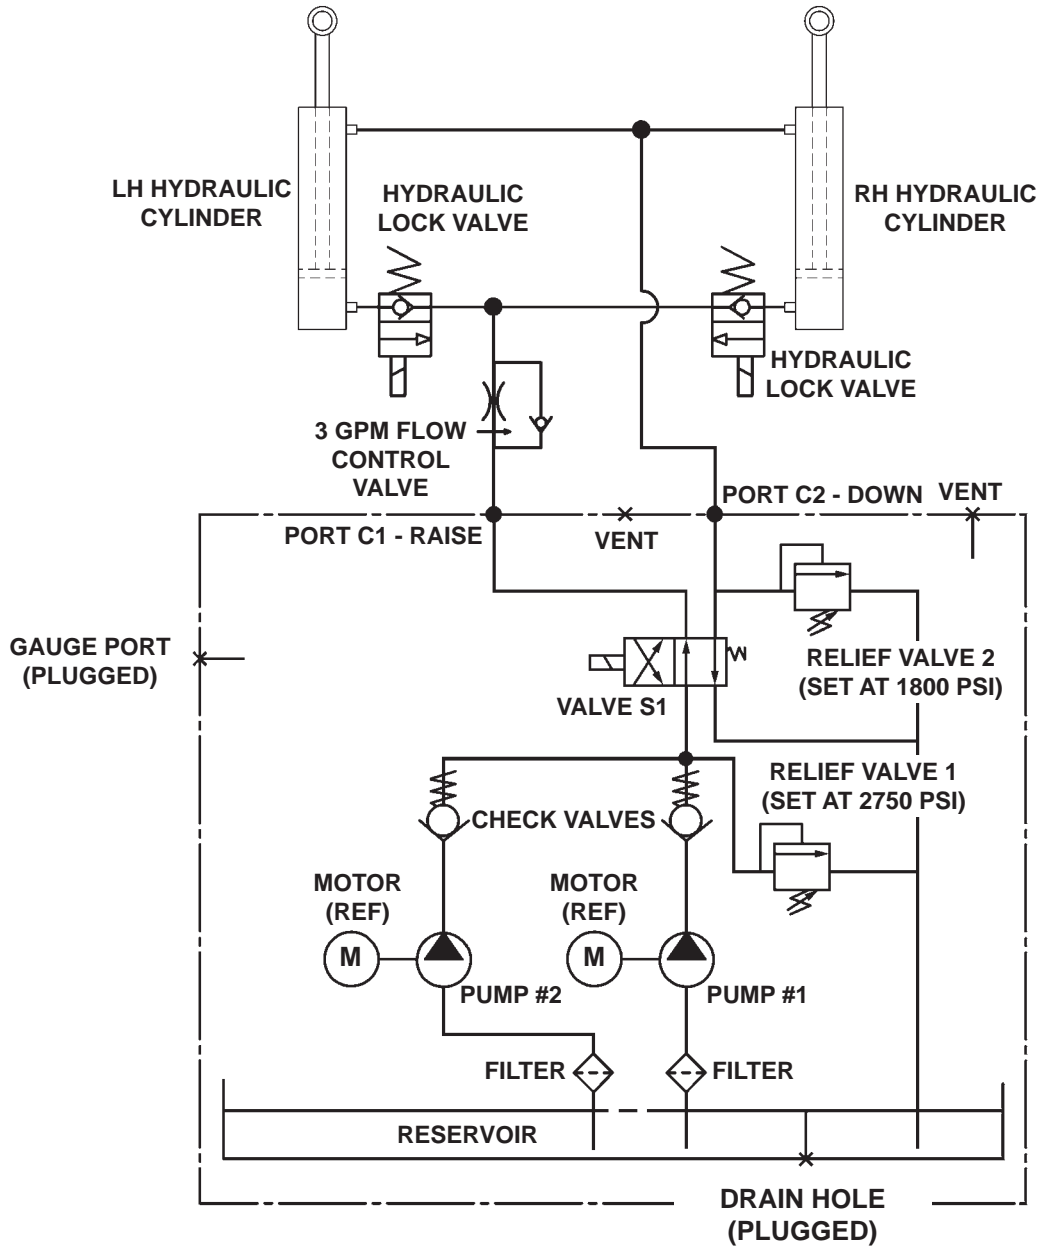 LH HYDRAULIC
CYLINDER
HYDRAULIC
LOCK VALVE
RH HYDRAULIC
CYLINDER
HYDRAULIC
LOCK VALVE
3 GPM FLOW
CONTROL
VALVE
PORT C2 - DOWN
VENT
PORT C1 - RAISE
VENT
GAUGE PORT
(PLUGGED)
RELIEF VALVE 2
(SET AT 1800 PSI)
VALVE S1
RELIEF VALVE 1
(SET AT 2750 PSI)
CHECK VALVES
MOTOR
(REF)
MOTOR
(REF)
M
M
PUMP #2
PUMP #1
FILTER
FILTER
RESERVOIR
DRAIN HOLE
(PLUGGED)